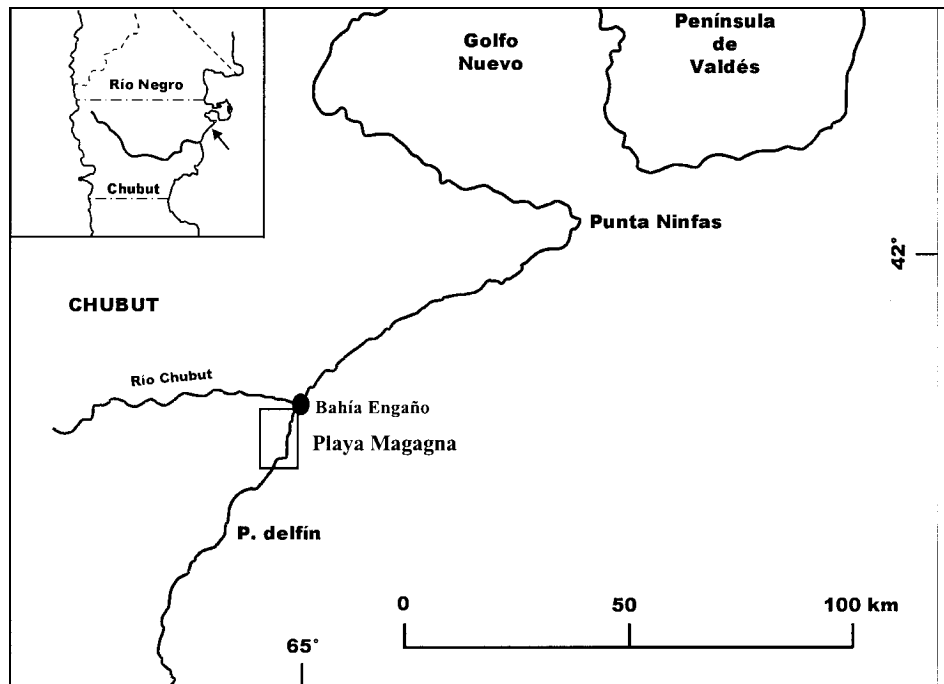 Río Negro
Chubut
Golfo
Nuevo
Península
de
Valdés
Punta Ninfas
42°
CHUBUT
Río Chubut
Bahía Engaño
Playa Magagna
P. delfín
0
50
100 km
65°